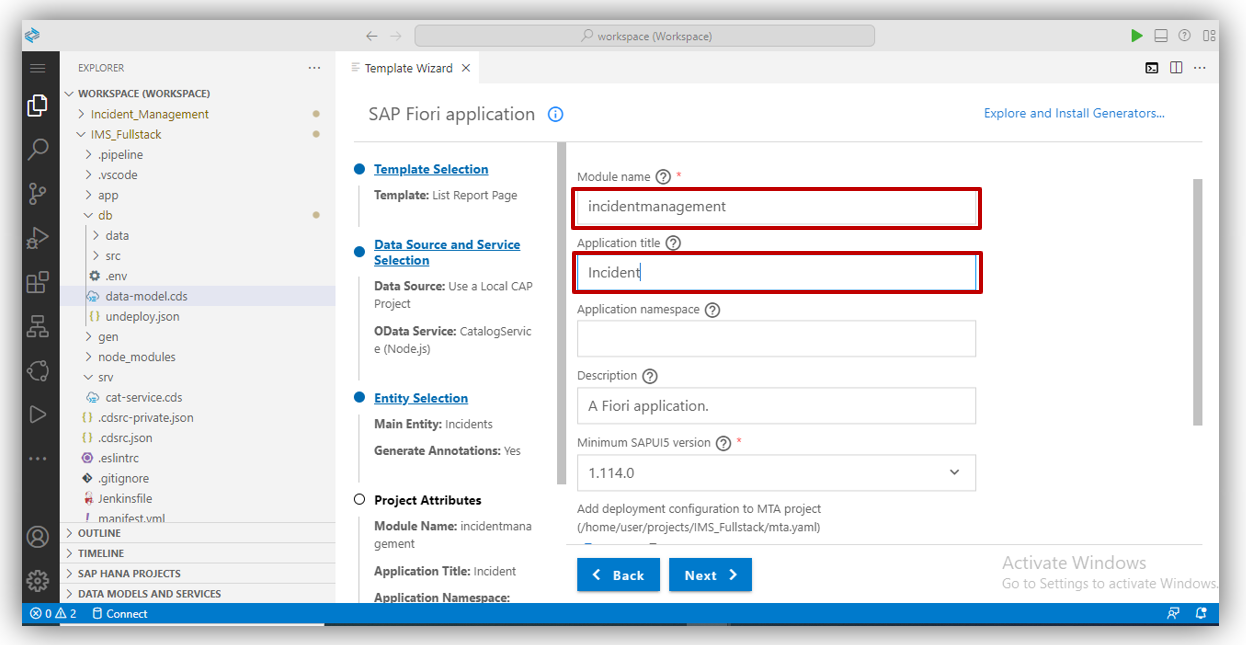 workspace (Workspace)
EXPLORER
Template Wizard
WORKSPACE (WORKSPACE)
Incident_Management
IMS_Fullstack
.pipeline
.vscode
app
db
data
src
.env
data-model.cds
undeploy.json
gen
node_modules
srv
cat-service.cds
.cdsrc-private.json
.cdsrc.json
.eslintrc
.gitignore
Jenkinsfile
manifest.yml
OUTLINE
TIMELINE
SAP HANA PROJECTS
DATA MODELS AND SERVICES
SAP Fiori application
Explore and Install Generators...
Template Selection
Template: List Report Page
Data Source and Service
Selection
Data Source: Use a Local CAP
Project
OData Service: CatalogServic
e (Node.js)
Entity Selection
Main Entity: Incidents
Generate Annotations: Yes
Project Attributes
Module Name: incidentmana
gement
Application Title: Incident
Application Namespace:
Module name *
incidentmanagement
Application title
Incident
Application namespace
Description
A Fiori application.
Minimum SAPUI5 version *
1.114.0
Add deployment configuration to MTA project
(/home/user/projects/IMS_Fullstack/mta.yaml)
Back
Next
Activate Windows
Go to Settings to activate Windows.
0 2 Connect